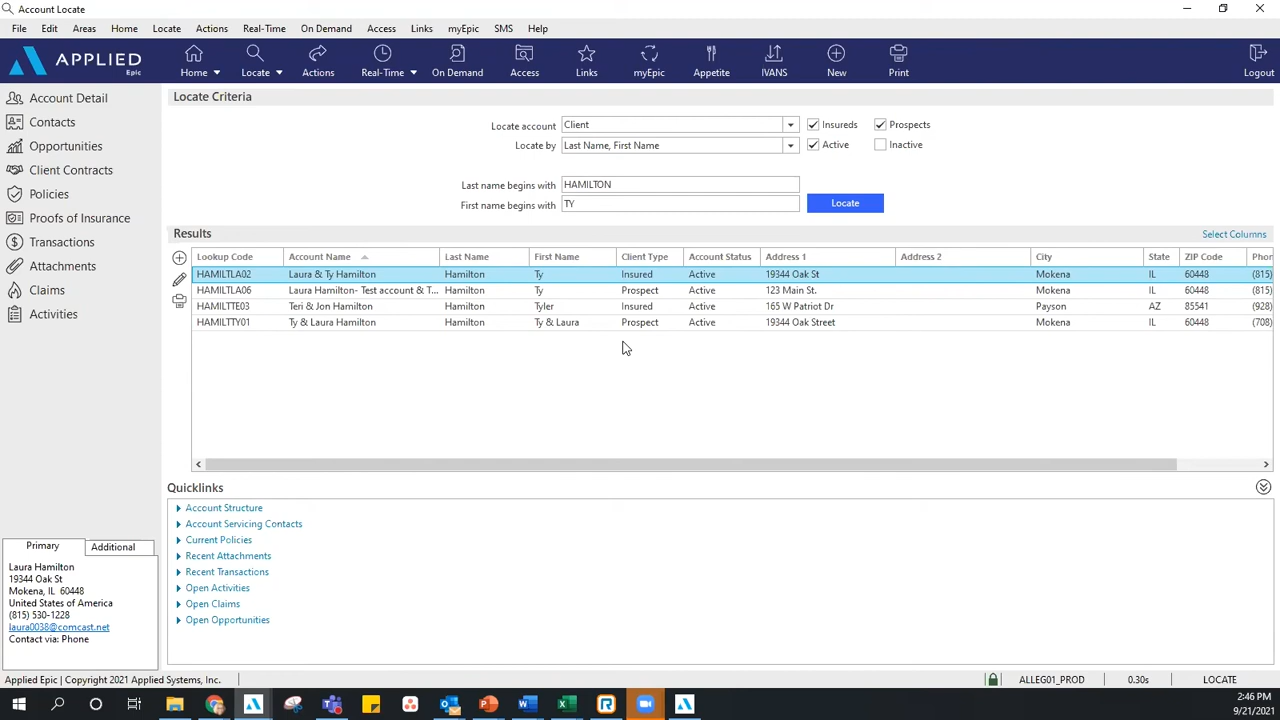 Account Locate
File Edit Areas Home Locate Actions Real-Time On Demand Access Links myEpic SMS Help
APPLIED Epic
Home Locate Actions Real-Time On Demand Access Links myEpic Appetite IVANS New Print Logout
Account Detail
Contacts
Opportunities
Client Contracts
Policies
Proofs of Insurance
Transactions
Attachments
Claims
Activities
Locate Criteria
Locate account Client Insureds Prospects
Locate by Last Name, First Name Active Inactive
Last name begins with HAMILTON
First name begins with TY Locate
Results Select Columns
Lookup Code Account Name Last Name First Name Client Type Account Status Address 1 Address 2 City State ZIP Code Phon
HAMILTLA02 Laura & Ty Hamilton Hamilton Ty Insured Active 19344 Oak St Mokena IL 60448 (815)
HAMILTLA06 Laura Hamilton- Test account & T... Hamilton Ty Prospect Active 123 Main St. Mokena IL 60448 (815)
HAMILTTE03 Teri & Jon Hamilton Hamilton Tyler Insured Active 165 W Patriot Dr Payson AZ 85541 (928)
HAMILTTY01 Ty & Laura Hamilton Hamilton Ty & Laura Prospect Active 19344 Oak Street Mokena IL 60448 (708)
Quicklinks
Account Structure
Account Servicing Contacts
Current Policies
Recent Attachments
Recent Transactions
Open Activities
Open Claims
Open Opportunities
Primary Additional
Laura Hamilton
19344 Oak St
Mokena, IL 60448
United States of America
(815) 530-1228
laura0038@comcast.net
Contact via: Phone
Applied Epic | Copyright 2021 Applied Systems, Inc. ALLEG01_PROD 0.30s LOCATE
2:46 PM
9/21/2021